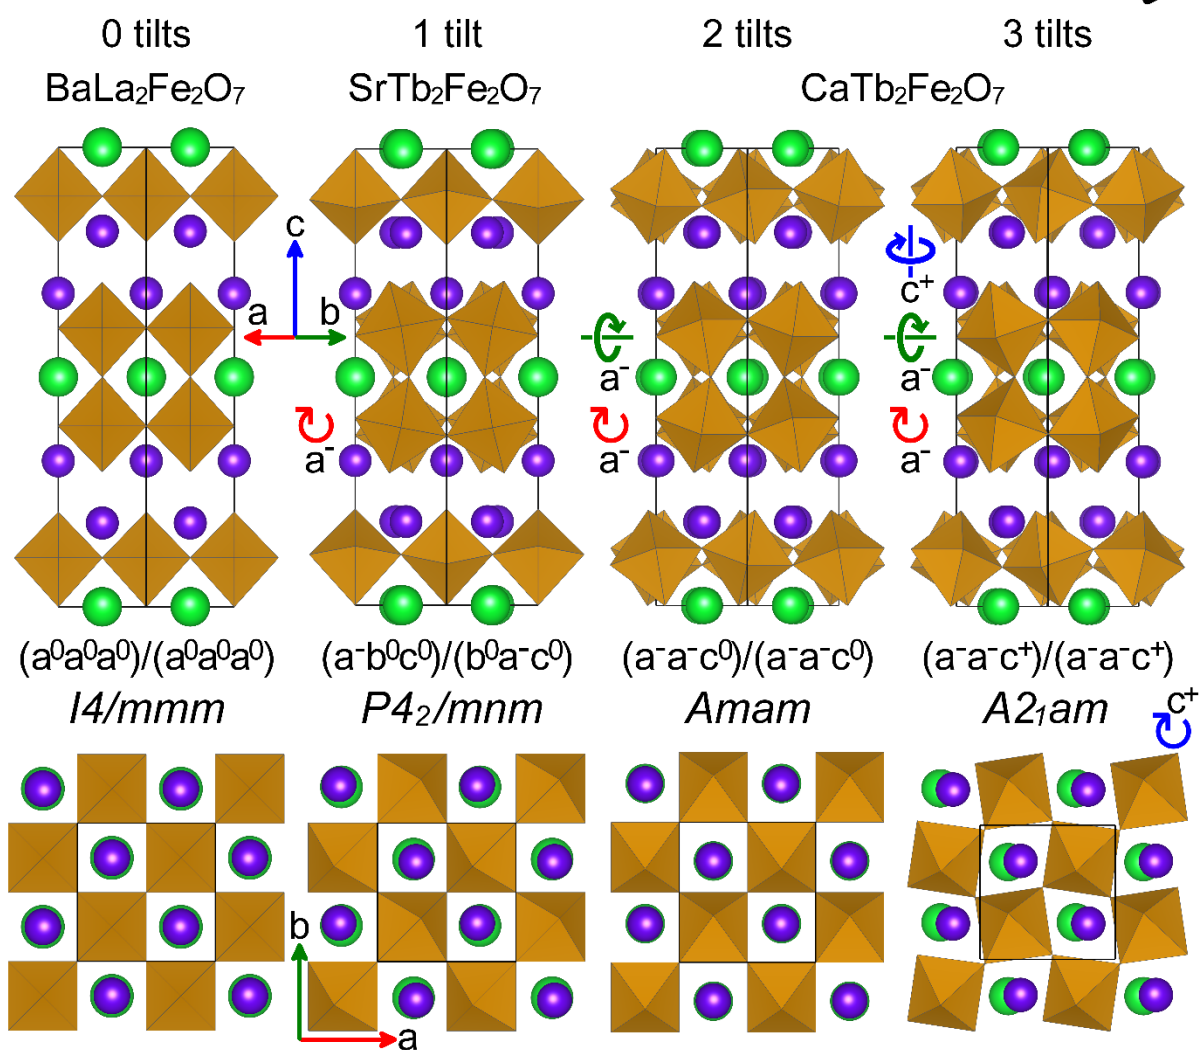 0 tilts 1 tilt 2 tilts 3 tilts
BaLa₂Fe₂O₇ SrTb₂Fe₂O₇ CaTb₂Fe₂O₇
c
a b
c⁺
a⁻ a⁻
a⁻ a⁻ a⁻
(a⁰a⁰a⁰)/(a⁰a⁰a⁰) (a⁻b⁰c⁰)/(b⁰a⁻c⁰) (a⁻a⁻c⁰)/(a⁻a⁻c⁰) (a⁻a⁻c⁺)/(a⁻a⁻c⁺)
I4/mmm P4₂/mnm Amam A2₁am
c⁺
b
a